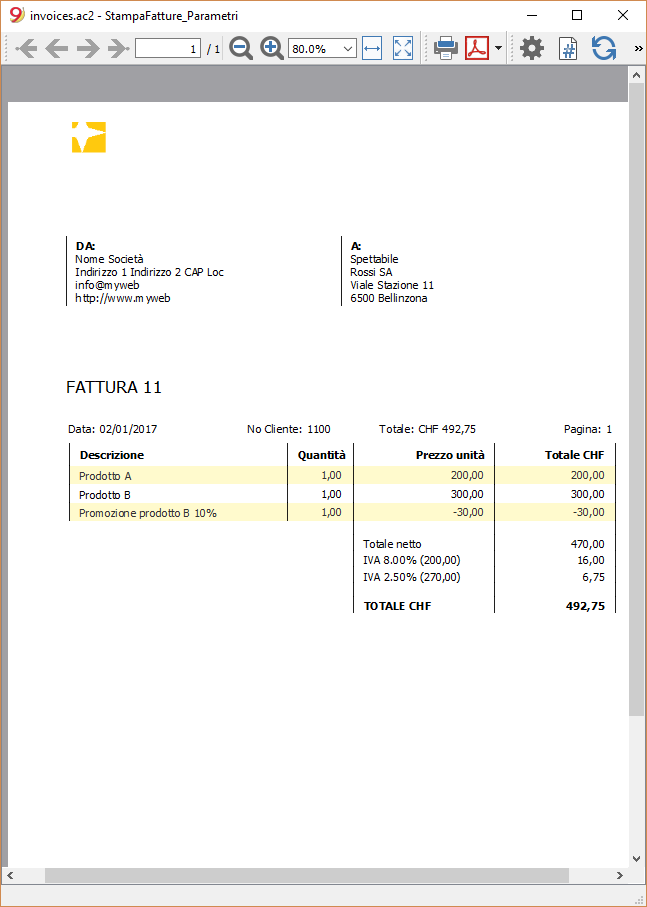 invoices.ac2 - StampaFatture_Parametri
1 / 1 80.0%
DA:
Nome Società
Indirizzo 1 Indirizzo 2 CAP Loc
info@myweb
http://www.myweb
A:
Spettabile
Rossi SA
Viale Stazione 11
6500 Bellinzona
FATTURA 11
Data: 02/01/2017 No Cliente: 1100 Totale: CHF 492,75 Pagina: 1
Descrizione Quantità Prezzo unità Totale CHF
Prodotto A 1,00 200,00 200,00
Prodotto B 1,00 300,00 300,00
Promozione prodotto B 10% 1,00 -30,00 -30,00
Totale netto 470,00
IVA 8.00% (200,00) 16,00
IVA 2.50% (270,00) 6,75
TOTALE CHF 492,75